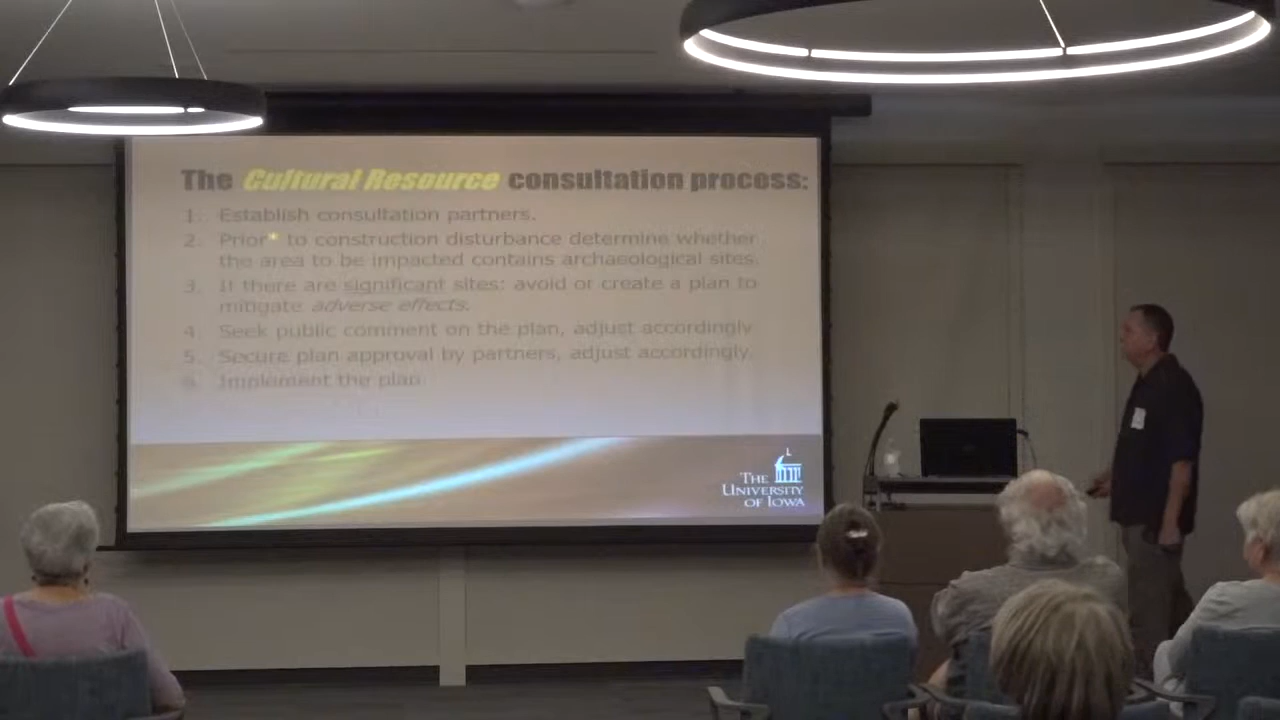 The Cultural Resource consultation process:
1. Establish consultation partners.
2. Prior* to construction disturbance determine whether
the area to be impacted contains archaeological sites.
3. If there are significant sites: avoid or create a plan to
mitigate adverse effects.
4. Seek public comment on the plan, adjust accordingly
5. Secure plan approval by partners, adjust accordingly.
6. Implement the plan
THE
UNIVERSITY
OF IOWA